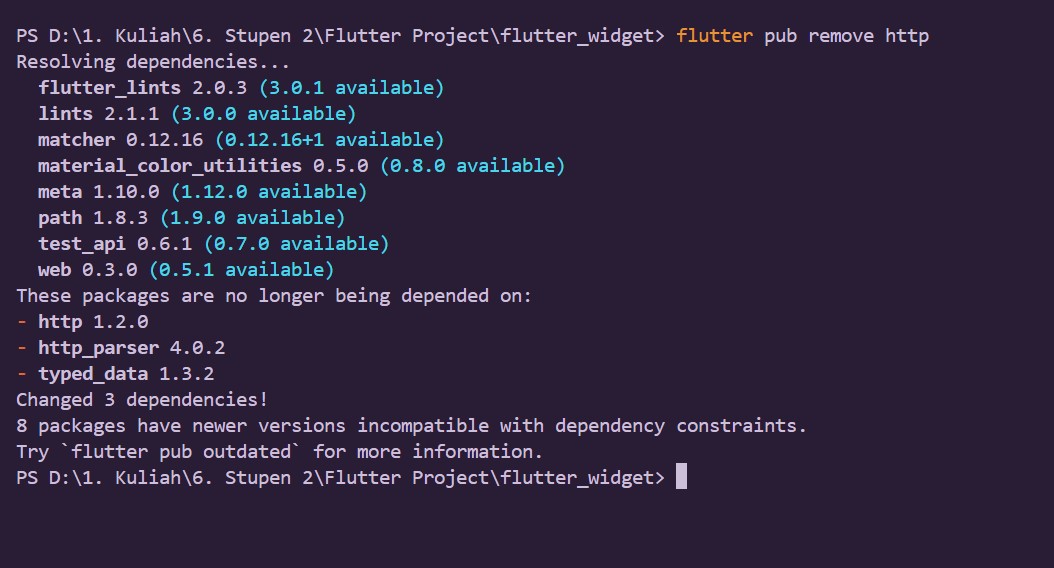 PS D:\1. Kuliah\6. Stupen 2\Flutter Project\flutter_widget> flutter pub remove http
Resolving dependencies...
  flutter_lints 2.0.3 (3.0.1 available)
  lints 2.1.1 (3.0.0 available)
  matcher 0.12.16 (0.12.16+1 available)
  material_color_utilities 0.5.0 (0.8.0 available)
  meta 1.10.0 (1.12.0 available)
  path 1.8.3 (1.9.0 available)
  test_api 0.6.1 (0.7.0 available)
  web 0.3.0 (0.5.1 available)
These packages are no longer being depended on:
- http 1.2.0
- http_parser 4.0.2
- typed_data 1.3.2
Changed 3 dependencies!
8 packages have newer versions incompatible with dependency constraints.
Try `flutter pub outdated` for more information.
PS D:\1. Kuliah\6. Stupen 2\Flutter Project\flutter_widget>